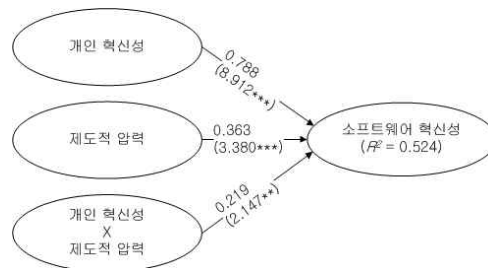 개인 혁신성
0.788
(8.912***)
제도적 압력
0.363
(3.380***)
소프트웨어 혁신성
(R² = 0.524)
0.219
(2.147**)
개인 혁신성
X
제도적 압력